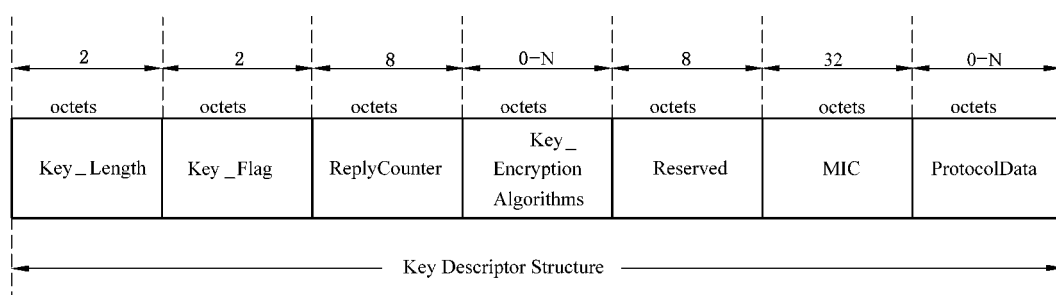 2 2 8 0-N 8 32 0-N
octets octets octets octets octets octets octets
Key_Length Key_Flag ReplyCounter Key_ Encryption Algorithms Reserved MIC ProtocolData
Key Descriptor Structure